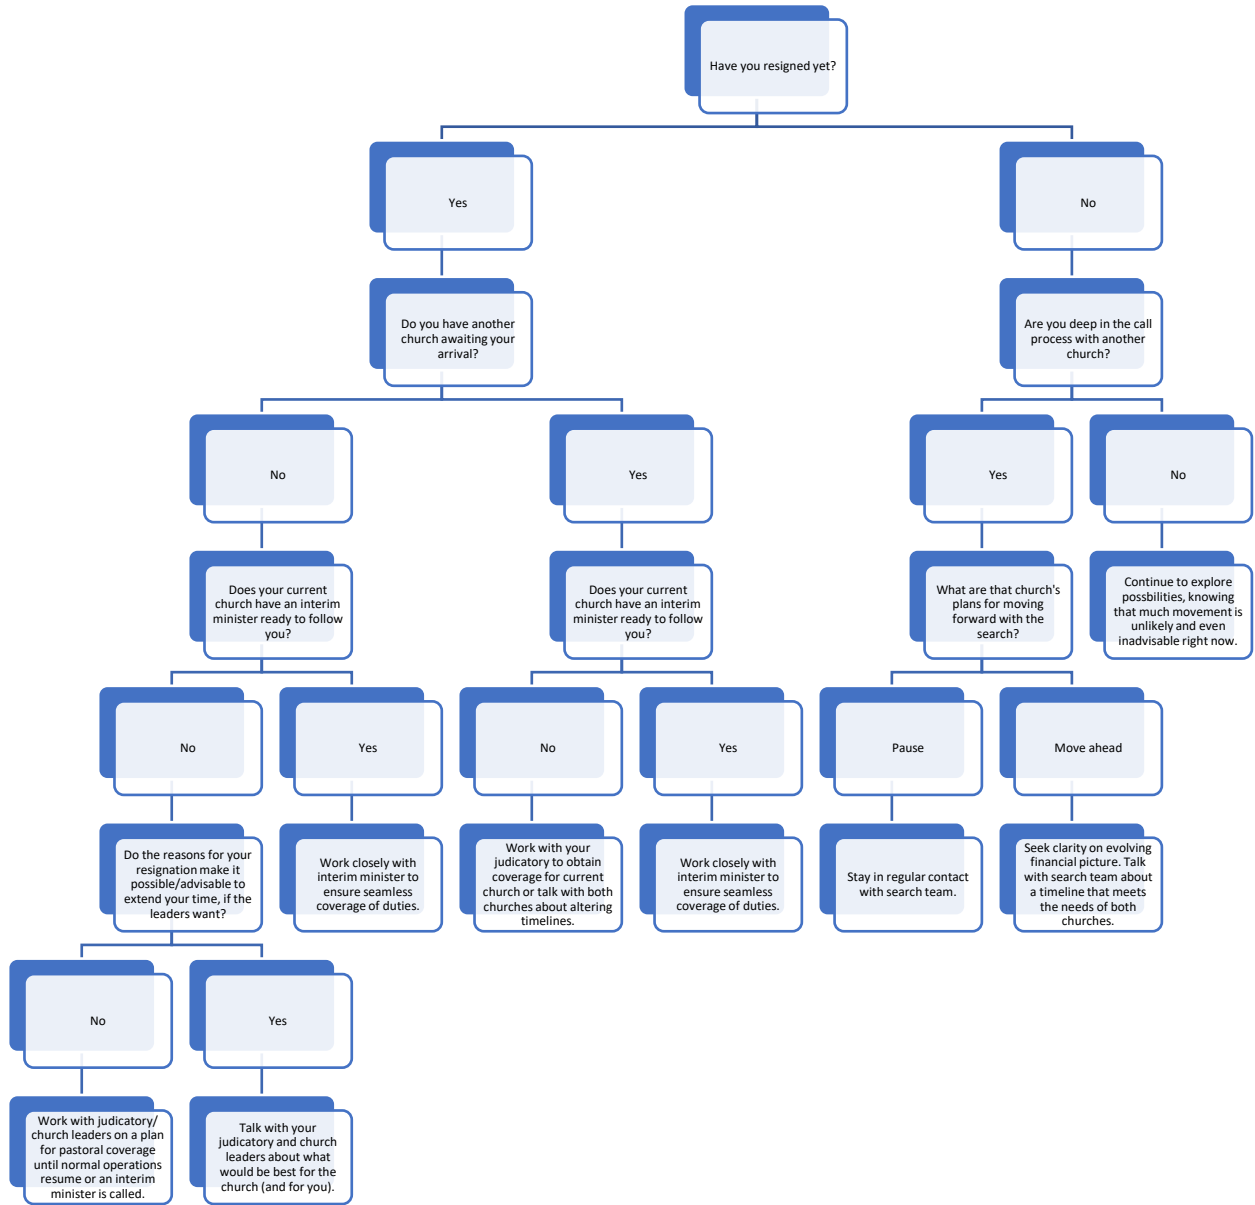 Have you resigned yet?
Yes
No
Do you have another
church awaiting your
arrival?
Are you deep in the call
process with another
church?
No
Yes
Yes
No
Does your current
church have an interim
minister ready to follow
you?
Does your current
church have an interim
minister ready to follow
you?
What are that church's
plans for moving
forward with the
search?
Continue to explore
possbilities, knowing
that much movement is
unlikely and even
inadvisable right now.
No
Yes
No
Yes
Pause
Move ahead
Do the reasons for your
resignation make it
possible/advisable to
extend your time, if the
leaders want?
Work closely with
interim minister to
ensure seamless
coverage of duties.
Work with your
judicatory to obtain
coverage for current
church or talk with both
churches about altering
timelines.
Work closely with
interim minister to
ensure seamless
coverage of duties.
Stay in regular contact
with search team.
Seek clarity on evolving
financial picture. Talk
with search team about
a timeline that meets
the needs of both
churches.
No
Yes
Work with judicatory/
church leaders on a plan
for pastoral coverage
until normal operations
resume or an interim
minister is called.
Talk with your
judicatory and church
leaders about what
would be best for the
church (and for you).